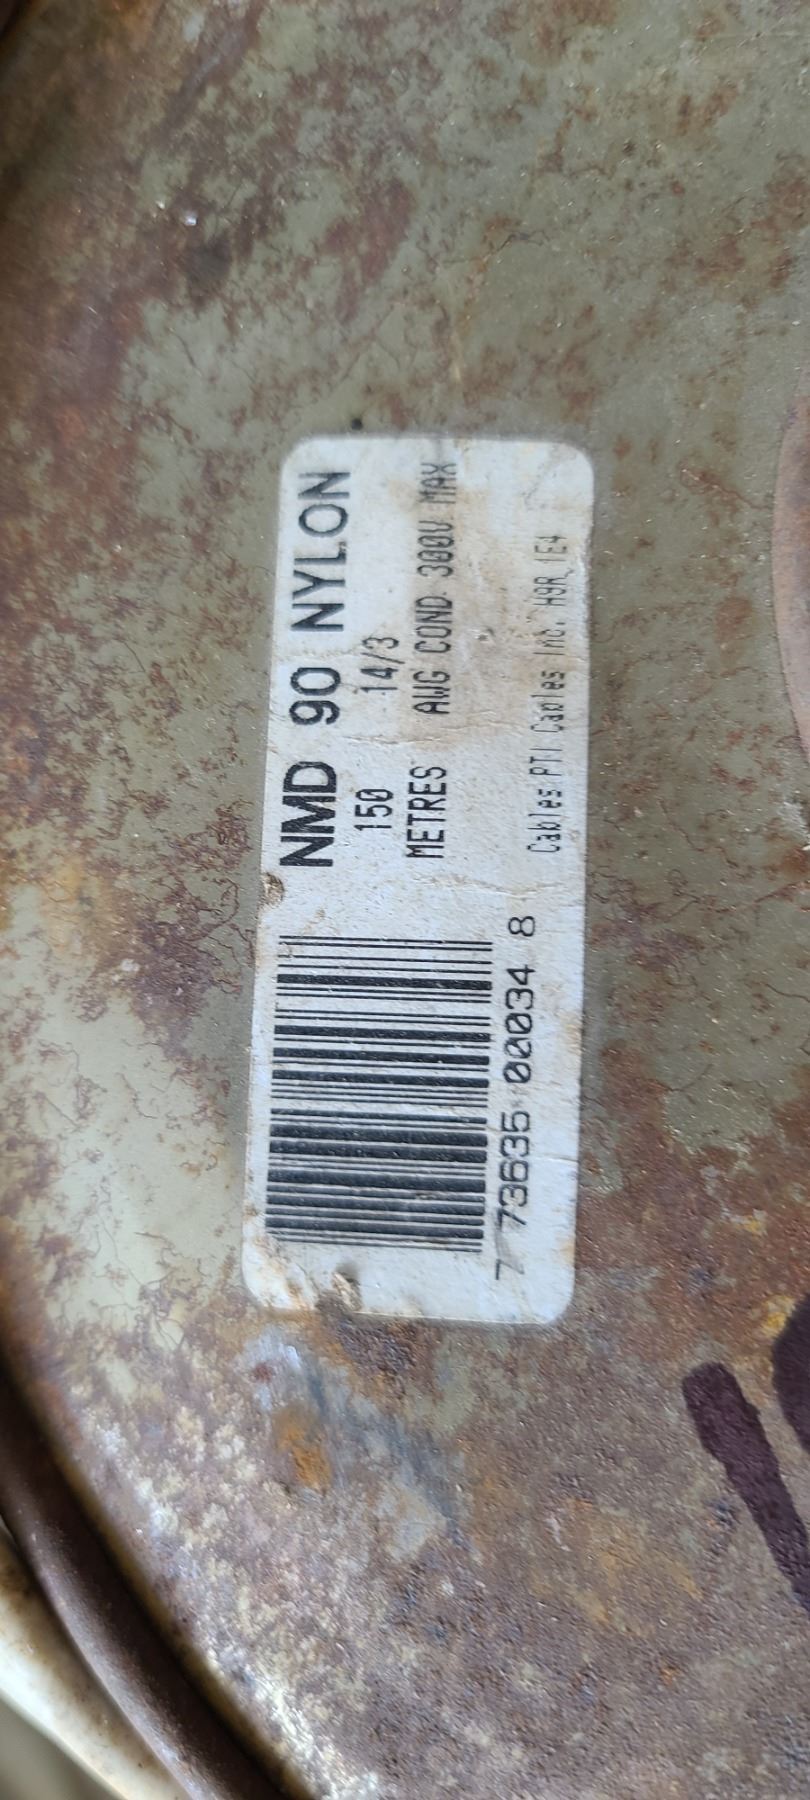 NMD 90 NYLON
150 14/3
METRES AWG COND 300V MAX
Cables PTI Cables Inc. H9R 1E4
7 73635 00034 8